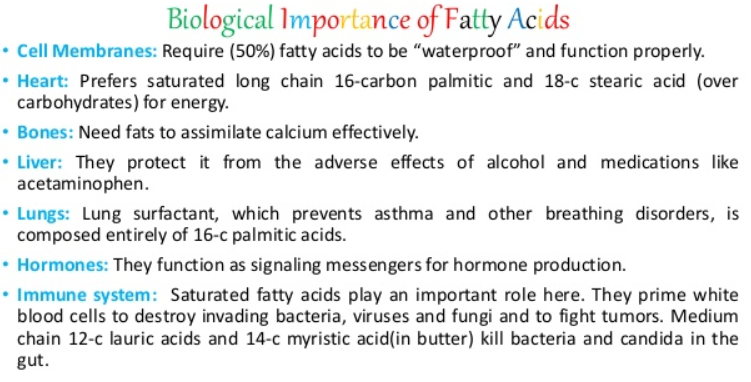 Biological Importance of Fatty Acids
• Cell Membranes: Require (50%) fatty acids to be “waterproof” and function properly.
• Heart: Prefers saturated long chain 16-carbon palmitic and 18-c stearic acid (over
carbohydrates) for energy.
• Bones: Need fats to assimilate calcium effectively.
• Liver: They protect it from the adverse effects of alcohol and medications like
acetaminophen.
• Lungs: Lung surfactant, which prevents asthma and other breathing disorders, is
composed entirely of 16-c palmitic acids.
• Hormones: They function as signaling messengers for hormone production.
• Immune system: Saturated fatty acids play an important role here. They prime white
blood cells to destroy invading bacteria, viruses and fungi and to fight tumors. Medium
chain 12-c lauric acids and 14-c myristic acid(in butter) kill bacteria and candida in the
gut.